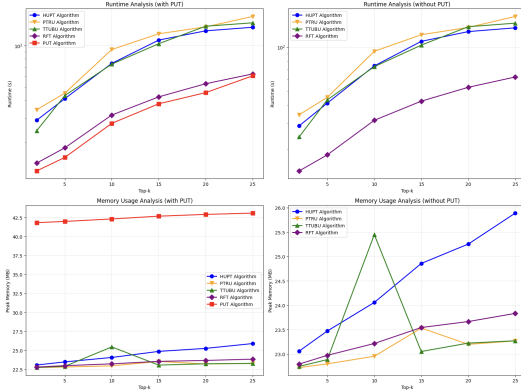 Runtime Analysis (with PUT)
HUPT Algorithm
PTRU Algorithm
TTUBU Algorithm
RFT Algorithm
PUT Algorithm
Runtime (s)
5
10
15
20
25
Top-k
Runtime Analysis (without PUT)
HUPT Algorithm
PTRU Algorithm
TTUBU Algorithm
RFT Algorithm
Runtime (s)
5
10
15
20
25
Top-k
Memory Usage Analysis (with PUT)
42.5
40.0
37.5
35.0
32.5
30.0
27.5
25.0
22.5
Peak Memory (MB)
HUPT Algorithm
PTRU Algorithm
TTUBU Algorithm
RFT Algorithm
PUT Algorithm
5
10
15
20
25
Top-k
Memory Usage Analysis (without PUT)
26.0
25.5
25.0
24.5
24.0
23.5
23.0
Peak Memory (MB)
HUPT Algorithm
PTRU Algorithm
TTUBU Algorithm
RFT Algorithm
5
10
15
20
25
Top-k